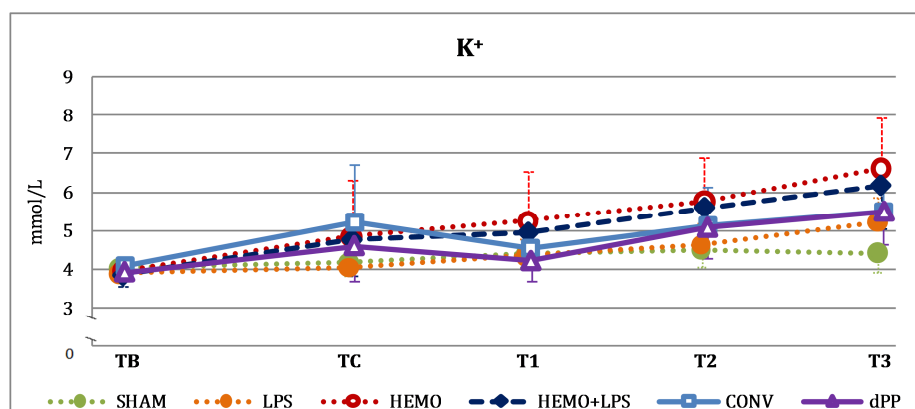 K⁺
9
8
7
6
5
4
3
0
mmol/L
TB TC T1 T2 T3
SHAM LPS HEMO HEMO+LPS CONV dPP